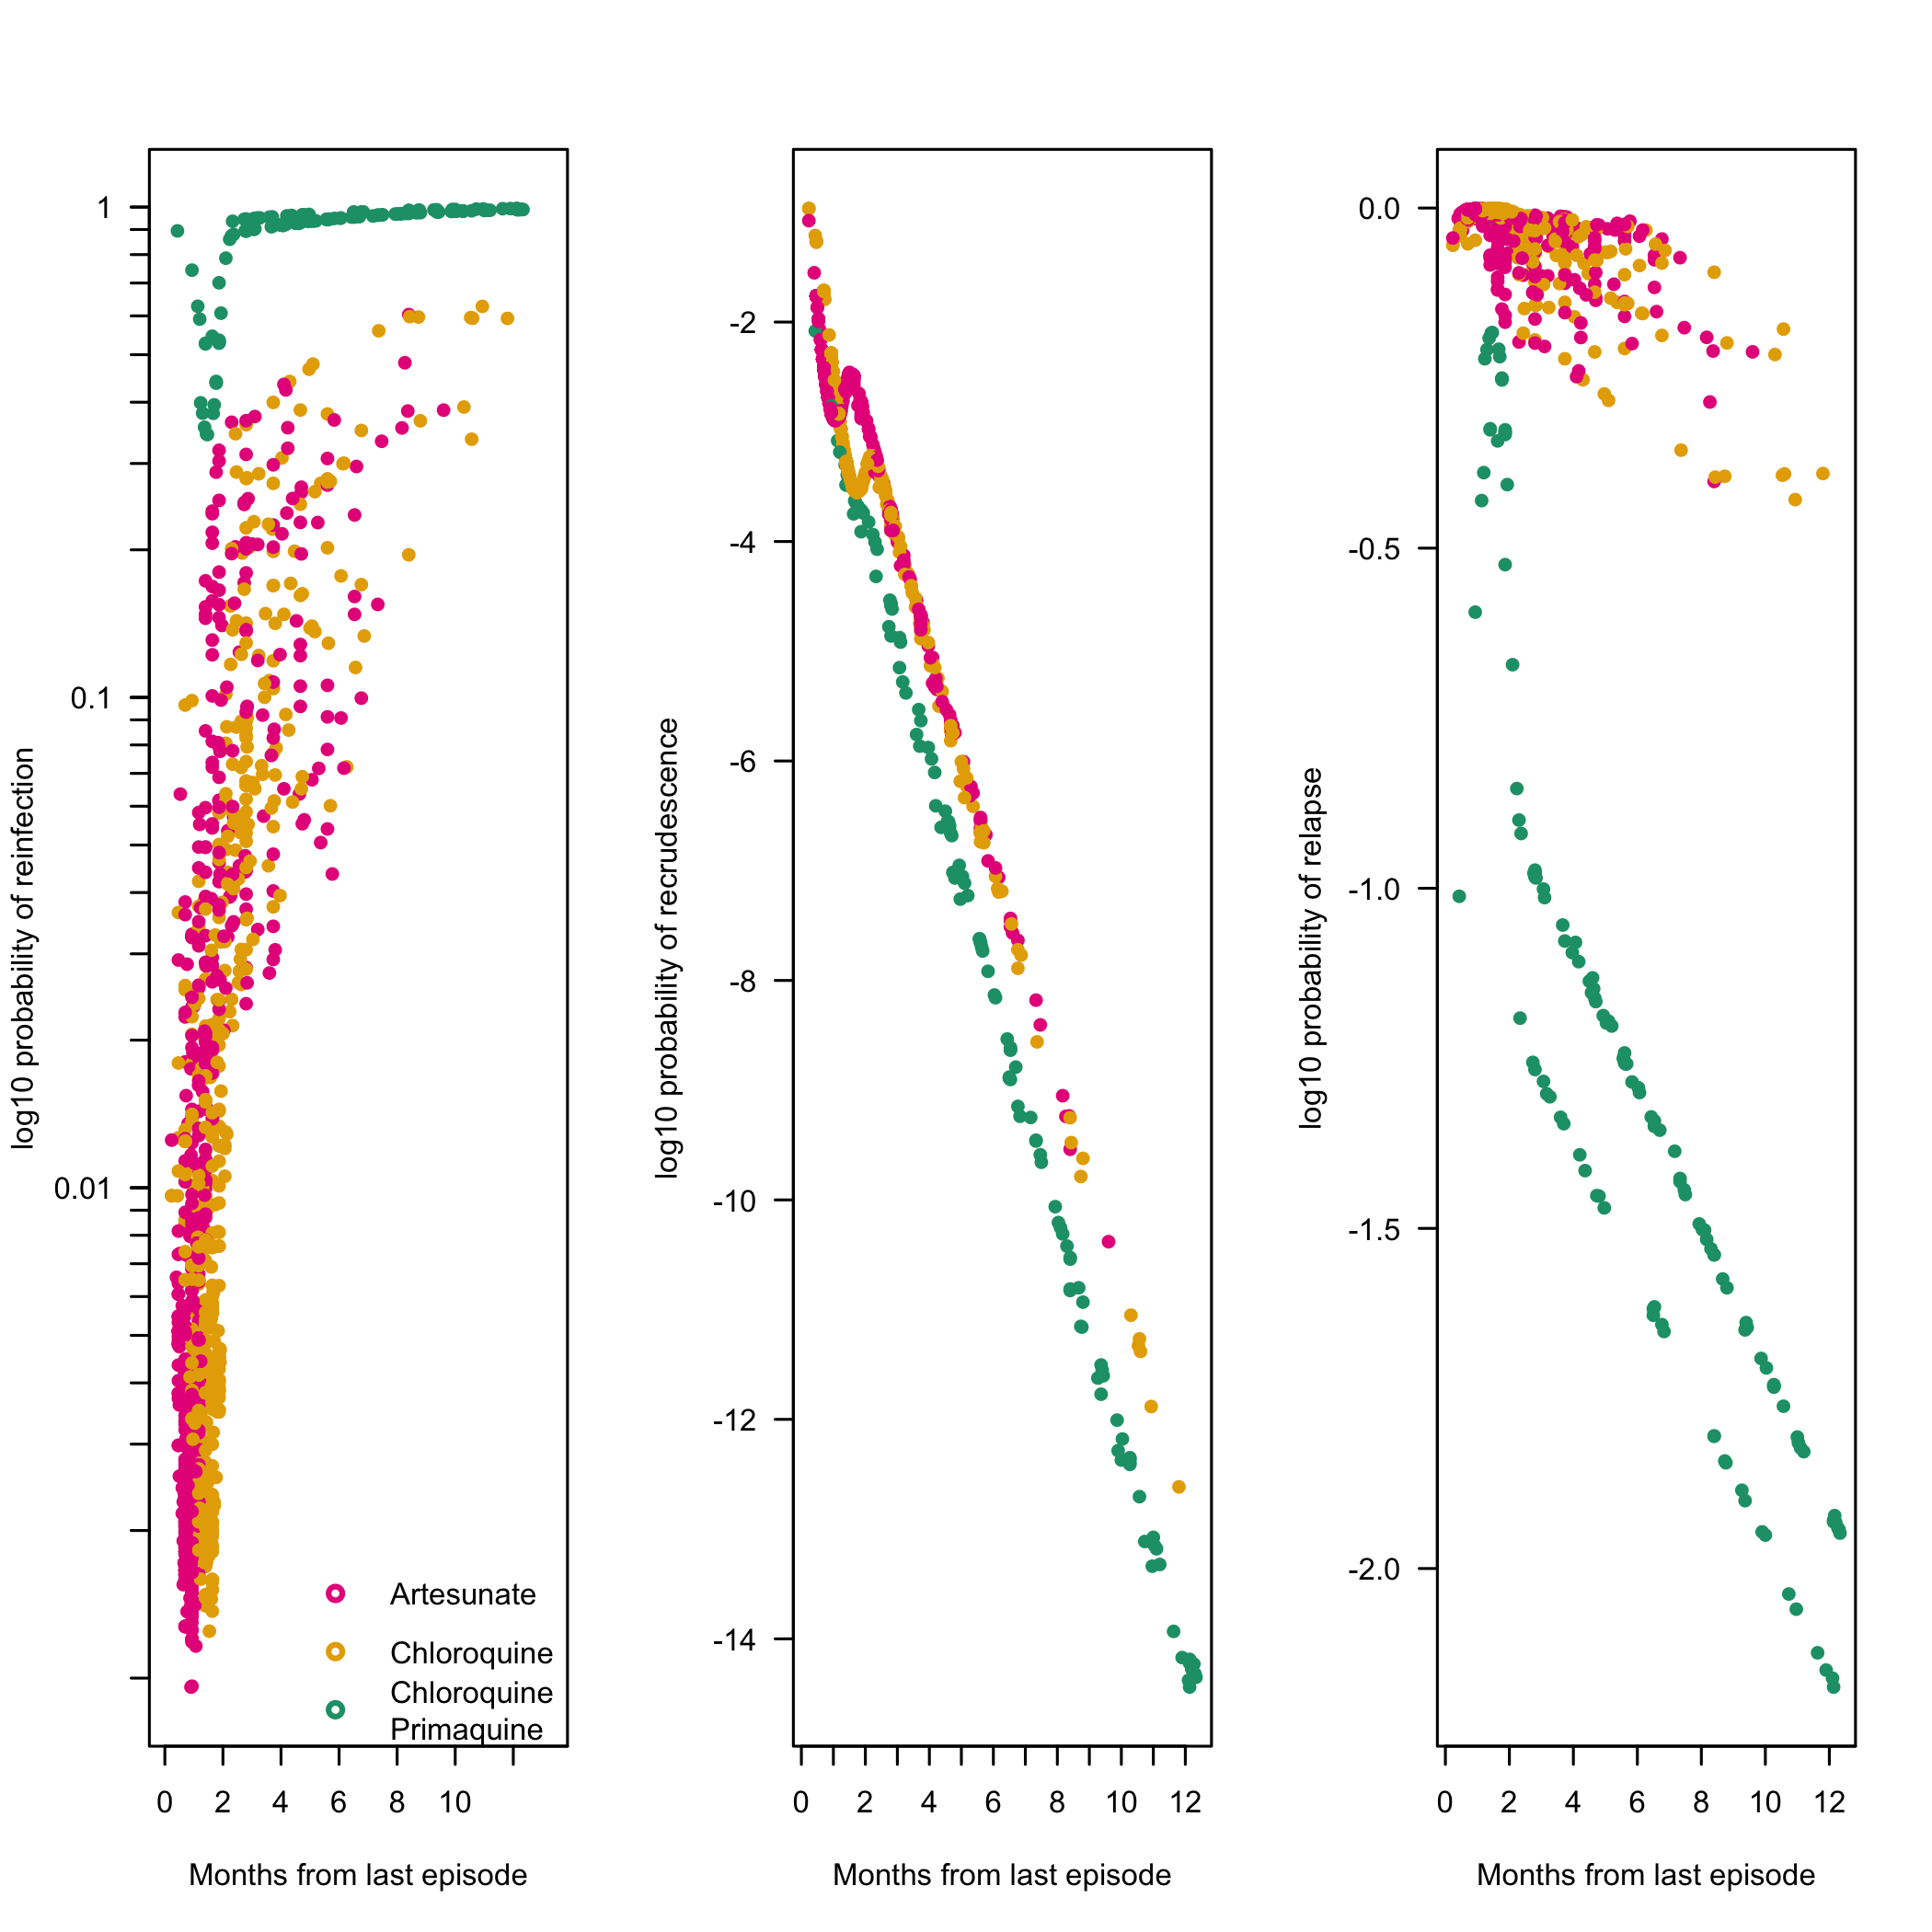 log10 probability of reinfection
1
0.1
0.01
0 2 4 6 8 10
Months from last episode
Artesunate
Chloroquine
Chloroquine
Primaquine
log10 probability of recrudescence
-2
-4
-6
-8
-10
-12
-14
0 2 4 6 8 10 12
Months from last episode
log10 probability of relapse
0.0
-0.5
-1.0
-1.5
-2.0
0 2 4 6 8 10 12
Months from last episode